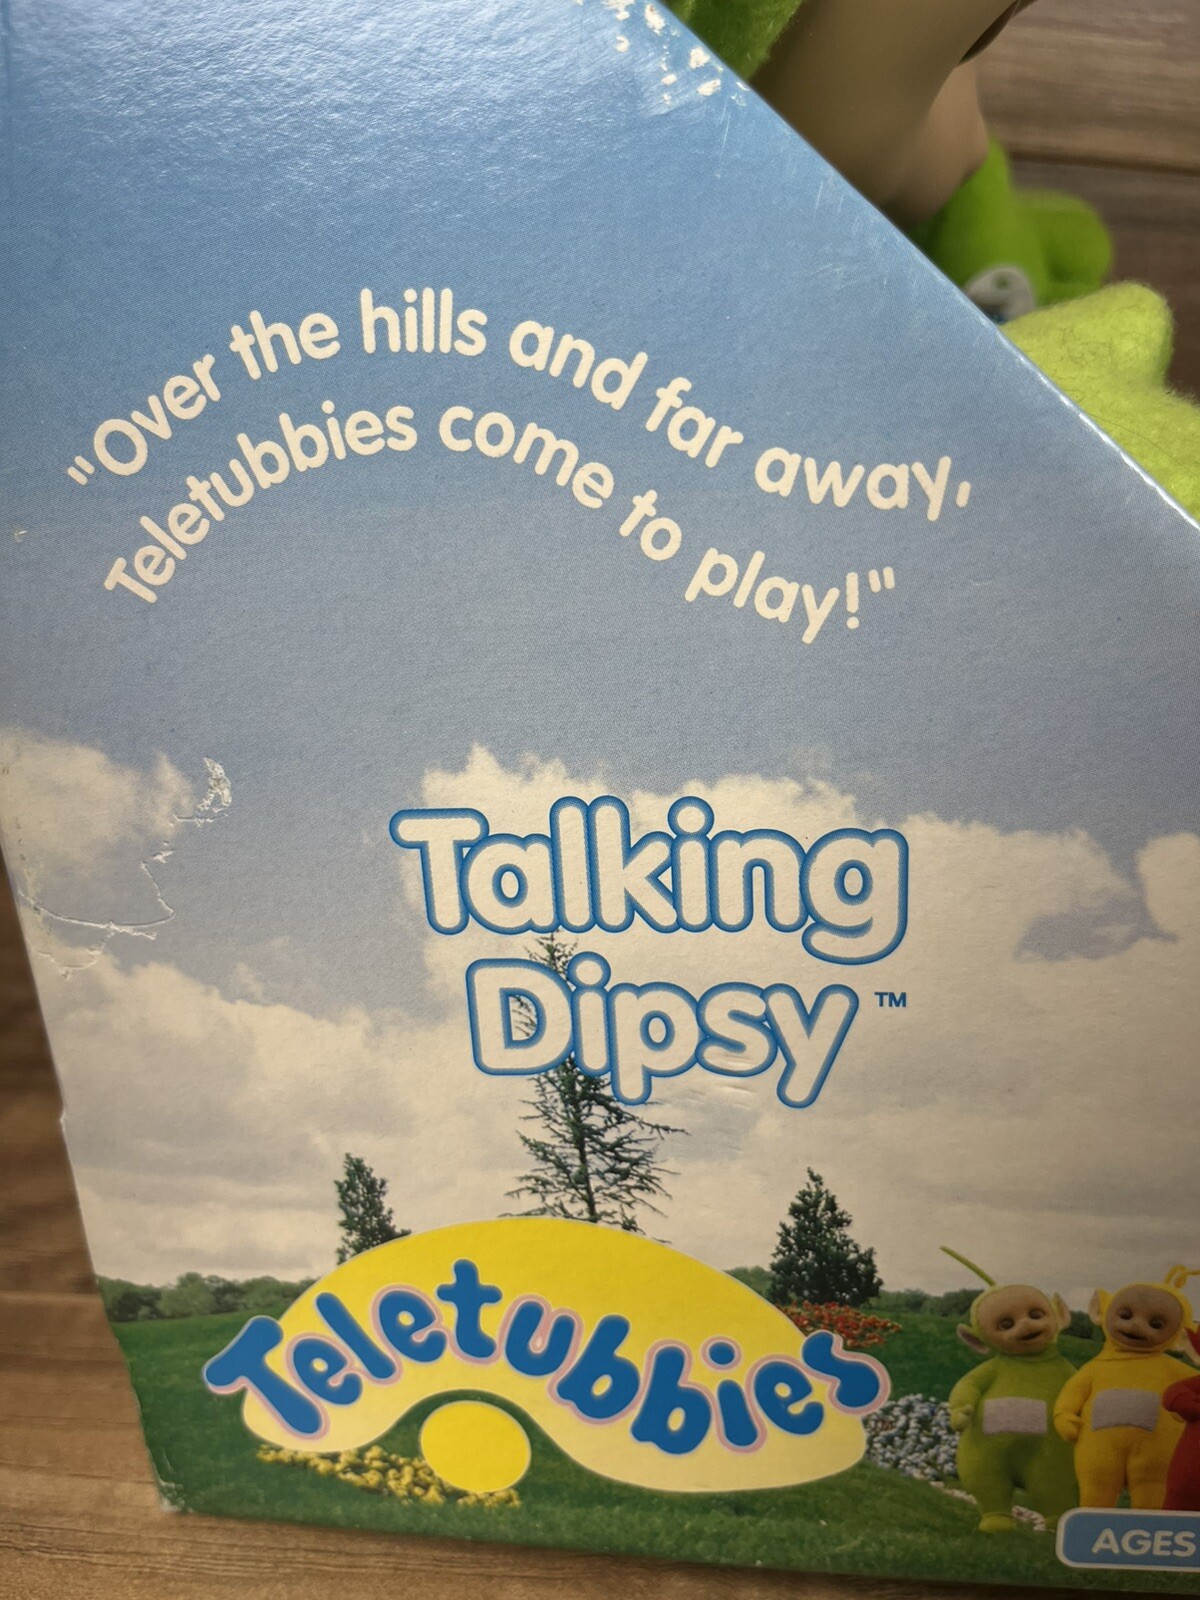 "Over the hills and far away,
Teletubbies come to play!"
Talking
Dipsy™
Teletubbies
AGES